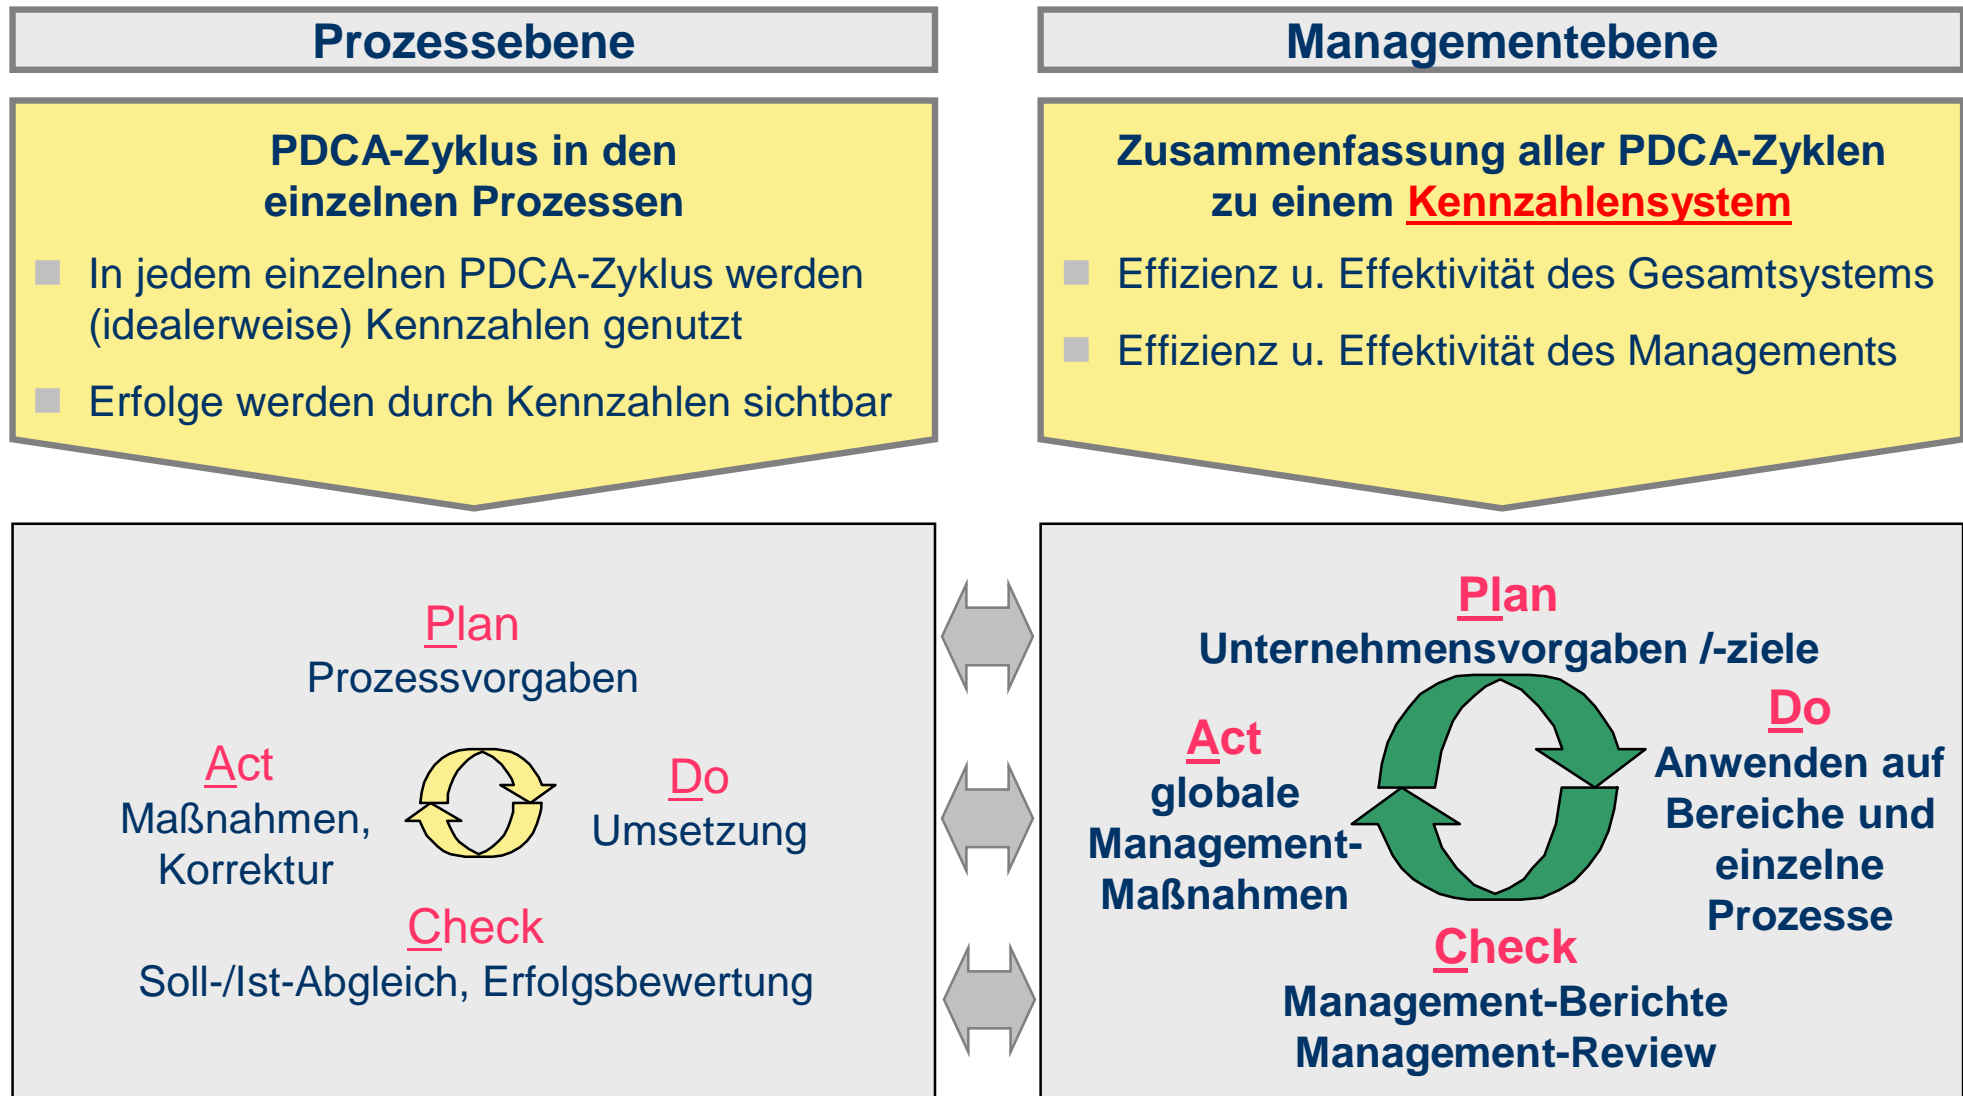 Prozessebene
PDCA-Zyklus in den
einzelnen Prozessen
In jedem einzelnen PDCA-Zyklus werden
(idealerweise) Kennzahlen genutzt
Erfolge werden durch Kennzahlen sichtbar
Plan
Prozessvorgaben
Act
Maßnahmen,
Korrektur
Do
Umsetzung
Check
Soll-/Ist-Abgleich, Erfolgsbewertung
Managementebene
Zusammenfassung aller PDCA-Zyklen
zu einem Kennzahlensystem
Effizienz u. Effektivität des Gesamtsystems
Effizienz u. Effektivität des Managements
Plan
Unternehmensvorgaben /-ziele
Act
globale
Management-
Maßnahmen
Do
Anwenden auf
Bereiche und
einzelne
Prozesse
Check
Management-Berichte
Management-Review